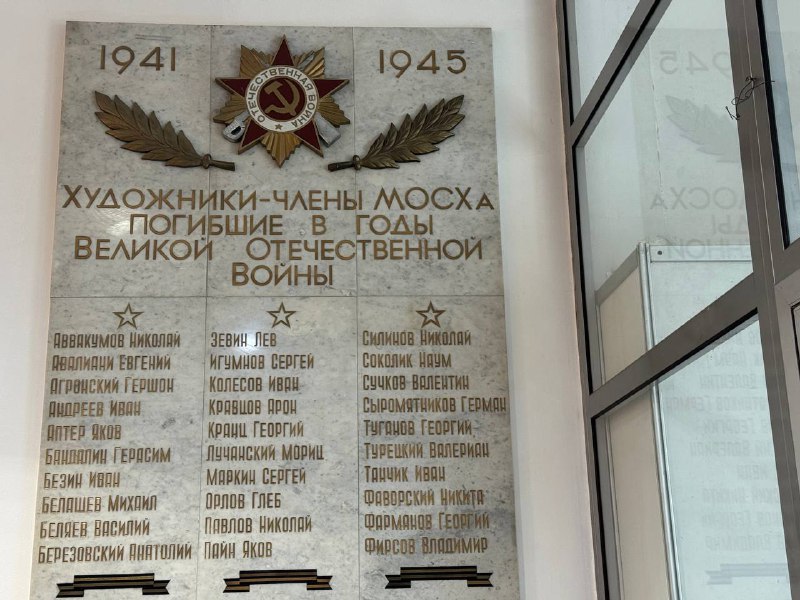 1941
1945
ОТЕЧЕСТВЕННАЯ ВОЙНА
ХУДОЖНИКИ-ЧЛЕНЫ МОСХА
ПОГИБШИЕ В ГОДЫ
ВЕЛИКОЙ ОТЕЧЕСТВЕННОЙ
ВОЙНЫ
АВВАКУМОВ НИКОЛАЙ
АВАЛИАНИ ЕВГЕНИЙ
АГРАНСКИЙ ГЕРШОН
АНДРЕЕВ ИВАН
АПТЕР ЯКОВ
БАНДАЛИН ГЕРАСИМ
БЕЗИН ИВАН
БЕЛАШЕВ МИХАИЛ
БЕЛЯЕВ ВАСИЛИЙ
БЕРЕЗОВСКИЙ АНАТОЛИЙ
ЗЕВИН ЛЕВ
ИГУМНОВ СЕРГЕЙ
КОЛЕСОВ ИВАН
КРАВЦОВ АРОН
КРАНЦ ГЕОРГИЙ
ЛУЧАНСКИЙ МОРИЦ
МАРКИН СЕРГЕЙ
ОРЛОВ ГЛЕБ
ПАВЛОВ НИКОЛАЙ
ПАЙН ЯКОВ
СИЛИНОВ НИКОЛАЙ
СОКОЛИК НАУМ
СУЧКОВ ВАЛЕНТИН
СЫРОМЯТНИКОВ ГЕРМАН
ТУГАНОВ ГЕОРГИЙ
ТУРЕЦКИЙ ВАЛЕРИАН
ТАНЧИК ИВАН
ФАВОРСКИЙ НИКИТА
ФАРМАНОВ ГЕОРГИЙ
ФИРСОВ ВЛАДИМИР